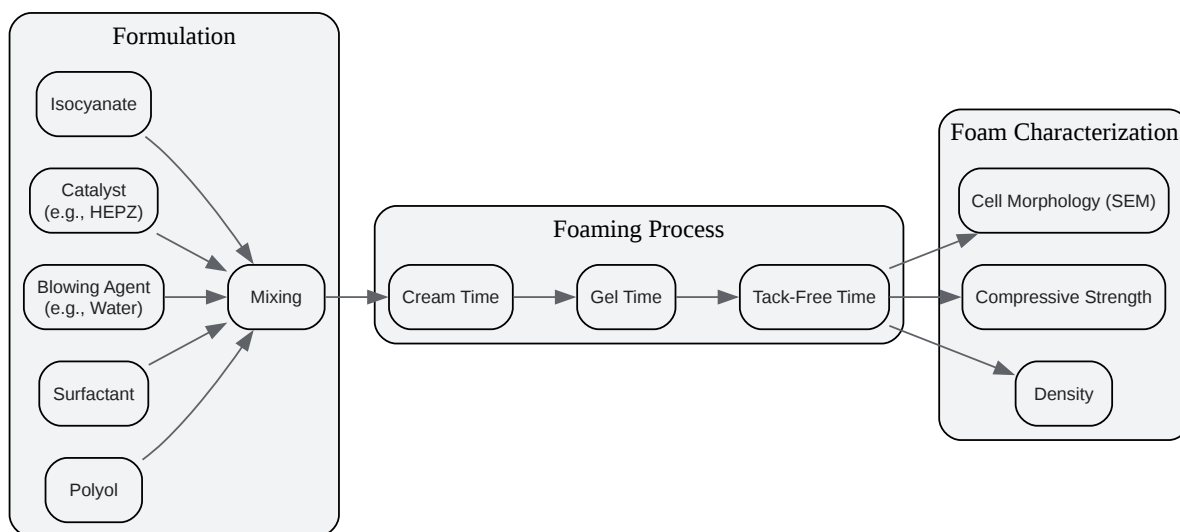 Formulation
Isocyanate
Catalyst
(e.g., HEPZ)
Blowing Agent
(e.g., Water)
Surfactant
Polyol
Mixing
Foaming Process
Cream Time
Gel Time
Tack-Free Time
Foam Characterization
Cell Morphology (SEM)
Compressive Strength
Density